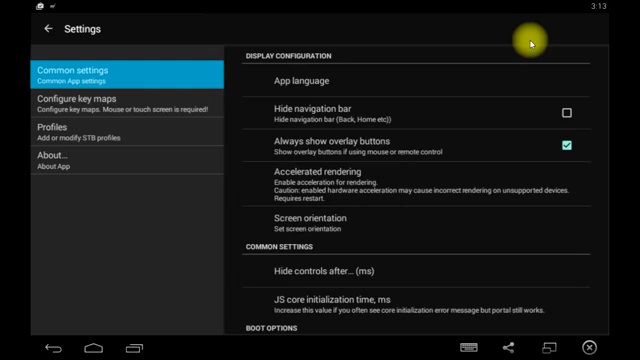 3:13
Settings
Common settings
Common App settings
Configure key maps
Configure key maps. Mouse or touch screen is required!
Profiles
Add or modify STB profiles
About...
About App
DISPLAY CONFIGURATION
App language
Hide navigation bar
Hide navigation bar (Back, Home etc))
Always show overlay buttons
Show overlay buttons if using mouse or remote control
Accelerated rendering
Enable acceleration for rendering.
Caution: enabled hardware acceleration may cause incorrect rendering on unsupported devices.
Requires restart.
Screen orientation
Set screen orientation
COMMON SETTINGS
Hide controls after... (ms)
JS core initialization time, ms
Increase this value if you often see core initialization error message but portal still works.
BOOT OPTIONS